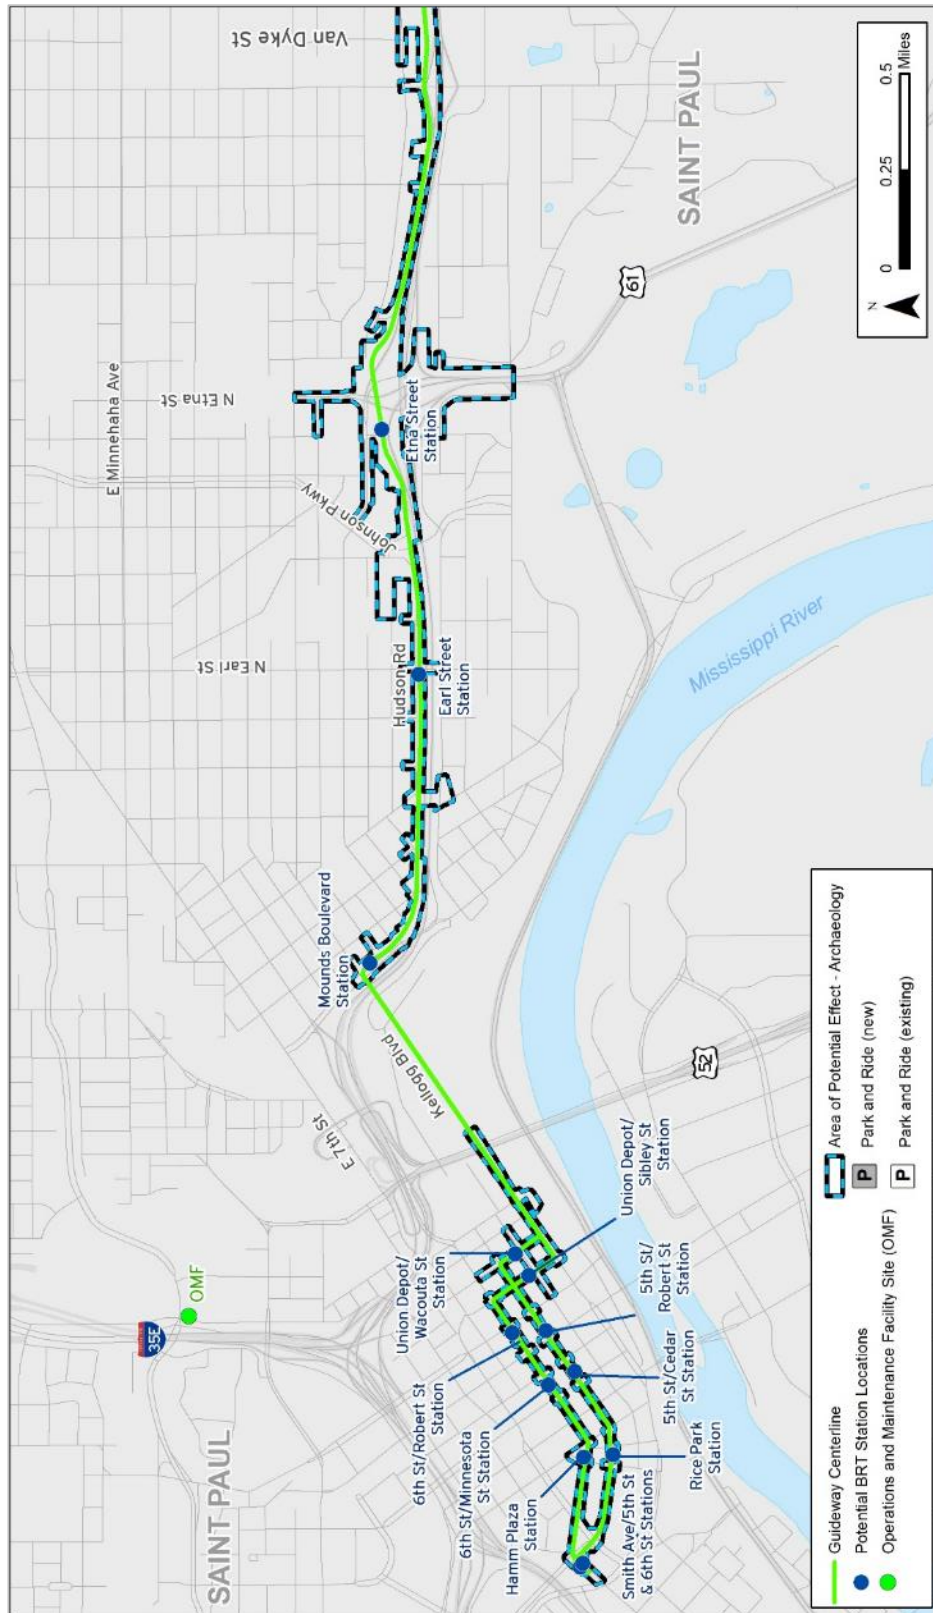 SAINT PAUL
35E
OMF
E 7th St
Kellogg Blvd
Union Depot/
Wacouta St
Station
6th St/Robert St
Station
6th St/Minnesota
St Station
Hamm Plaza
Station
Smith Ave/5th St
& 6th St Stations
Rice Park
Station
5th St/Cedar
St Station
5th St/
Robert St
Station
Union Depot/
Sibley St
Station
52
Mounds Boulevard
Station
Mississippi River
N Earl St
Hudson Rd
Earl Street
Station
Johnson Pkwy
E Minnehaha Ave
N Etna St
Etna Street
Station
61
Van Dyke St
SAINT PAUL
Guideway Centerline
Potential BRT Station Locations
Operations and Maintenance Facility Site (OMF)
Area of Potential Effect - Archaeology
P Park and Ride (new)
P Park and Ride (existing)
N
0 0.25 0.5
Miles